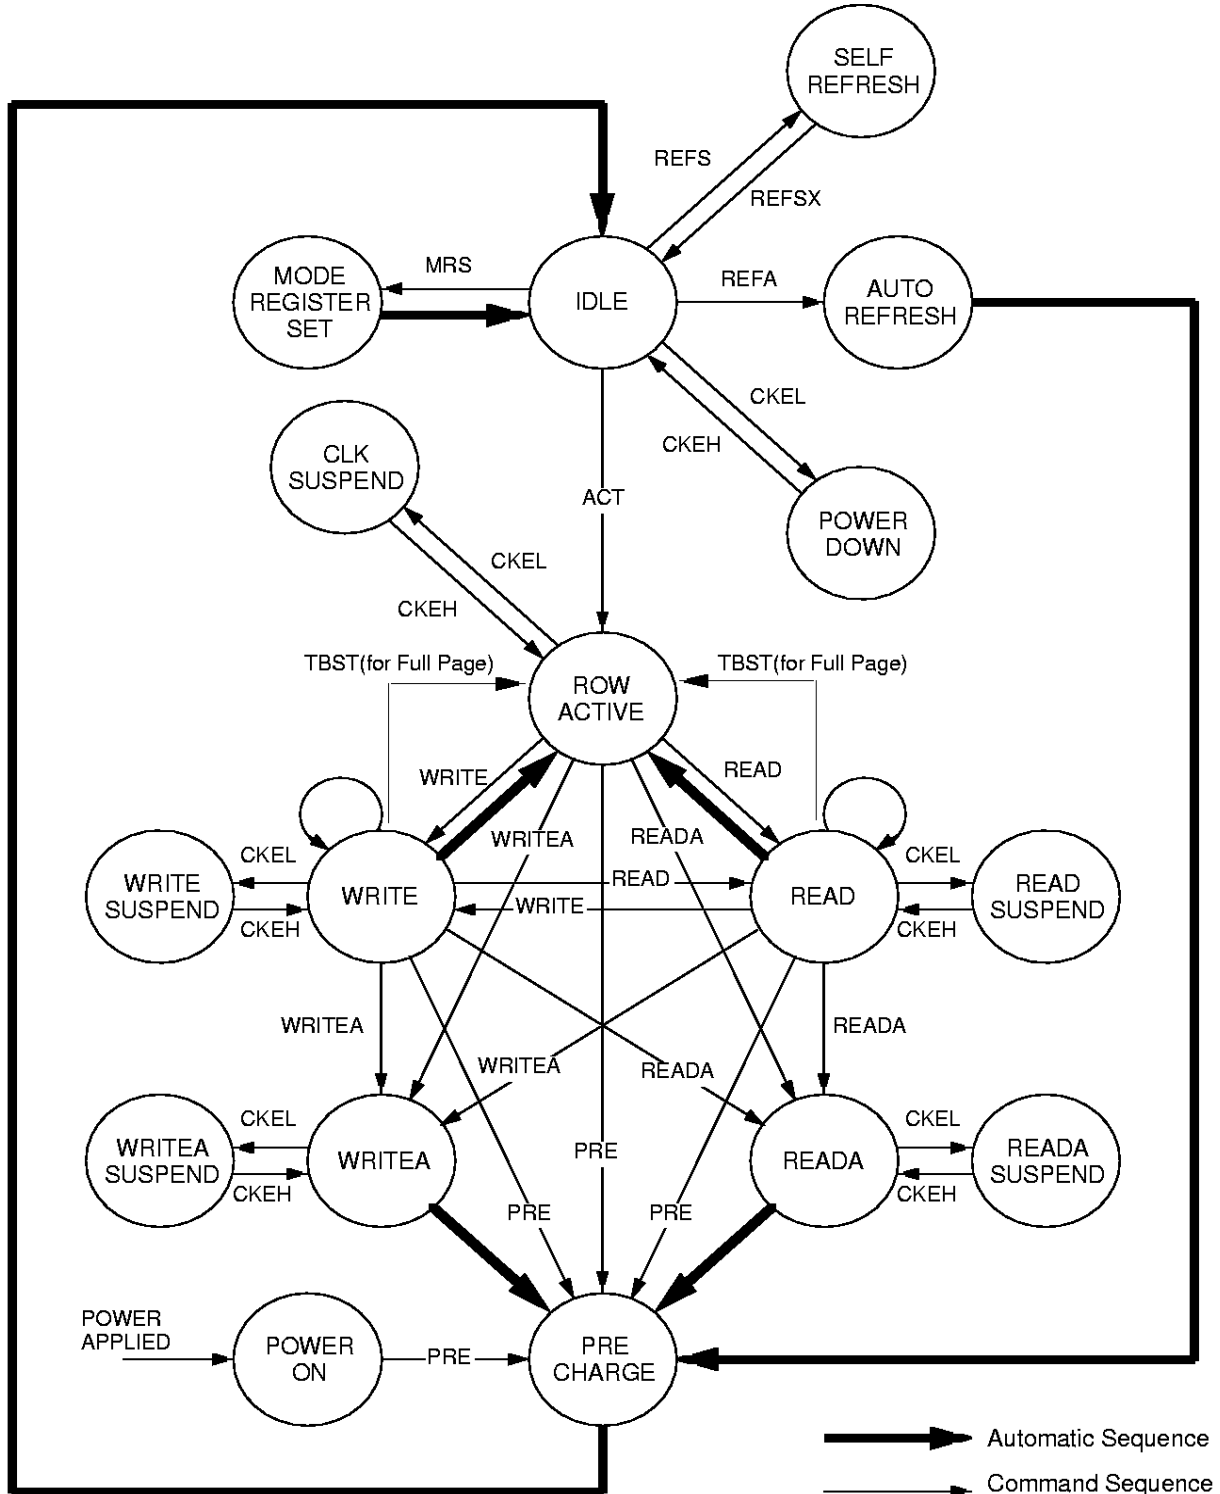 SELF
REFRESH
REFS
REFSX
MODE
REGISTER
SET
MRS
IDLE
REFA
AUTO
REFRESH
CKEL
CKEH
CLK
SUSPEND
ACT
POWER
DOWN
CKEL
CKEH
TBST(for Full Page)
TBST(for Full Page)
ROW
ACTIVE
WRITE
READ
WRITEA
READA
CKEL
CKEL
WRITE
SUSPEND
WRITE
READ
WRITE
READ
READ
SUSPEND
CKEH
CKEH
WRITEA
READA
WRITEA
READA
CKEL
CKEL
WRITEA
SUSPEND
WRITEA
PRE
READA
READA
SUSPEND
CKEH
CKEH
PRE
PRE
POWER
APPLIED
POWER
ON
PRE
PRE
CHARGE
Automatic Sequence
Command Sequence